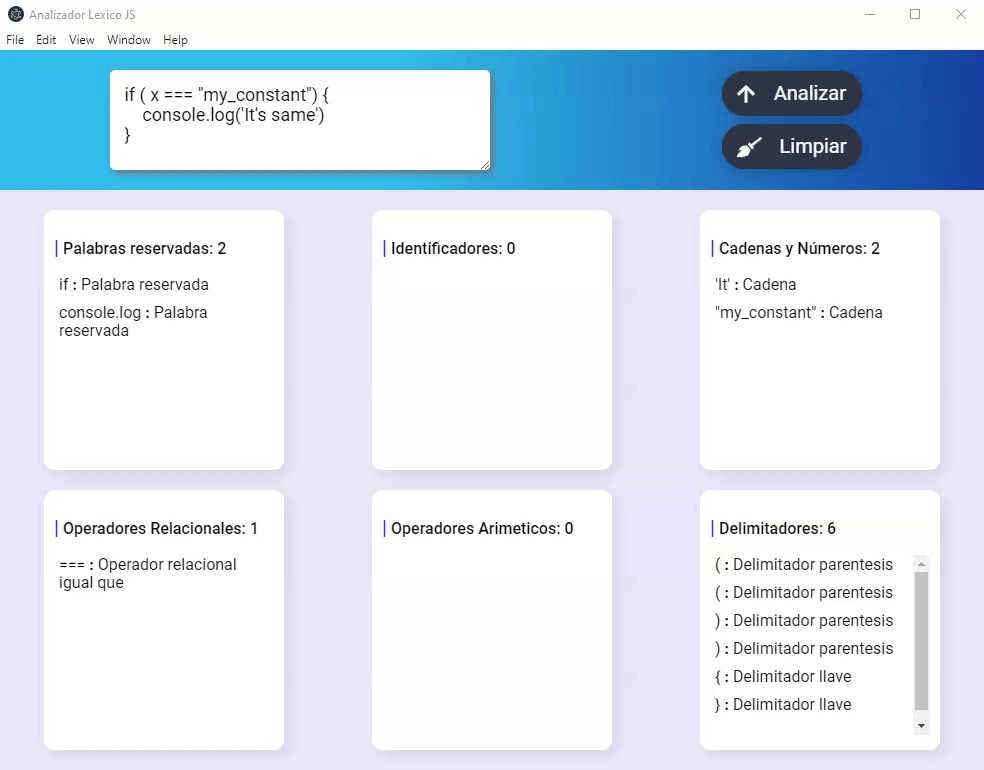 Analizador Lexico JS
File Edit View Window Help
if ( x === "my_constant") {
console.log('It's same')
}
Analizar
Limpiar
Palabras reservadas: 2
if : Palabra reservada
console.log : Palabra
reservada
Identificadores: 0
Cadenas y Números: 2
'It' : Cadena
"my_constant" : Cadena
Operadores Relacionales: 1
=== : Operador relacional
igual que
Operadores Arimeticos: 0
Delimitadores: 6
( : Delimitador parentesis
( : Delimitador parentesis
) : Delimitador parentesis
) : Delimitador parentesis
{ : Delimitador llave
} : Delimitador llave